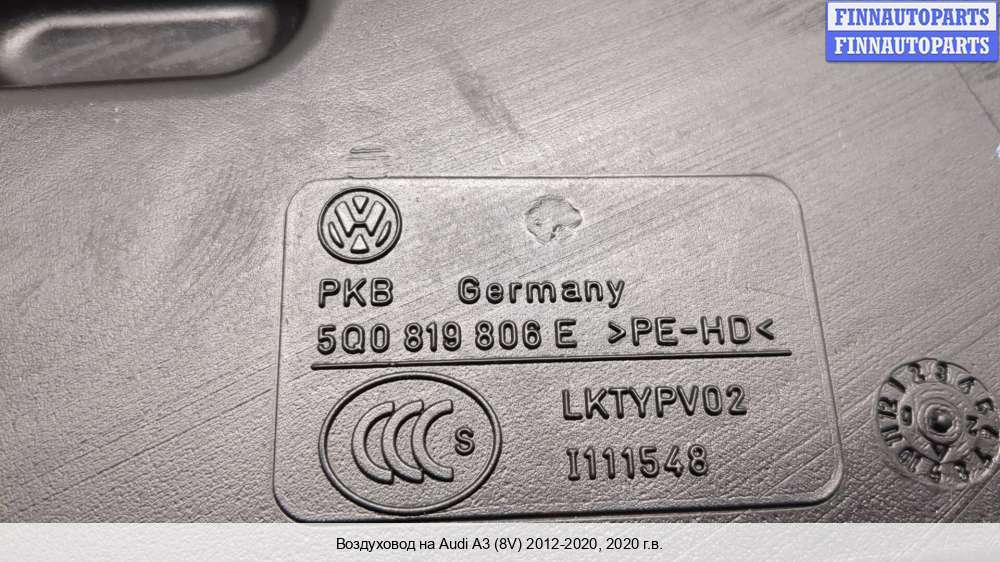 FINNAUTOPARTS
FINNAUTOPARTS
PKB Germany
5Q0 819 806 E >PE-HD<
CCC S
LKTYPV02
I111548
Воздуховод на Audi A3 (8V) 2012-2020, 2020 г.в.